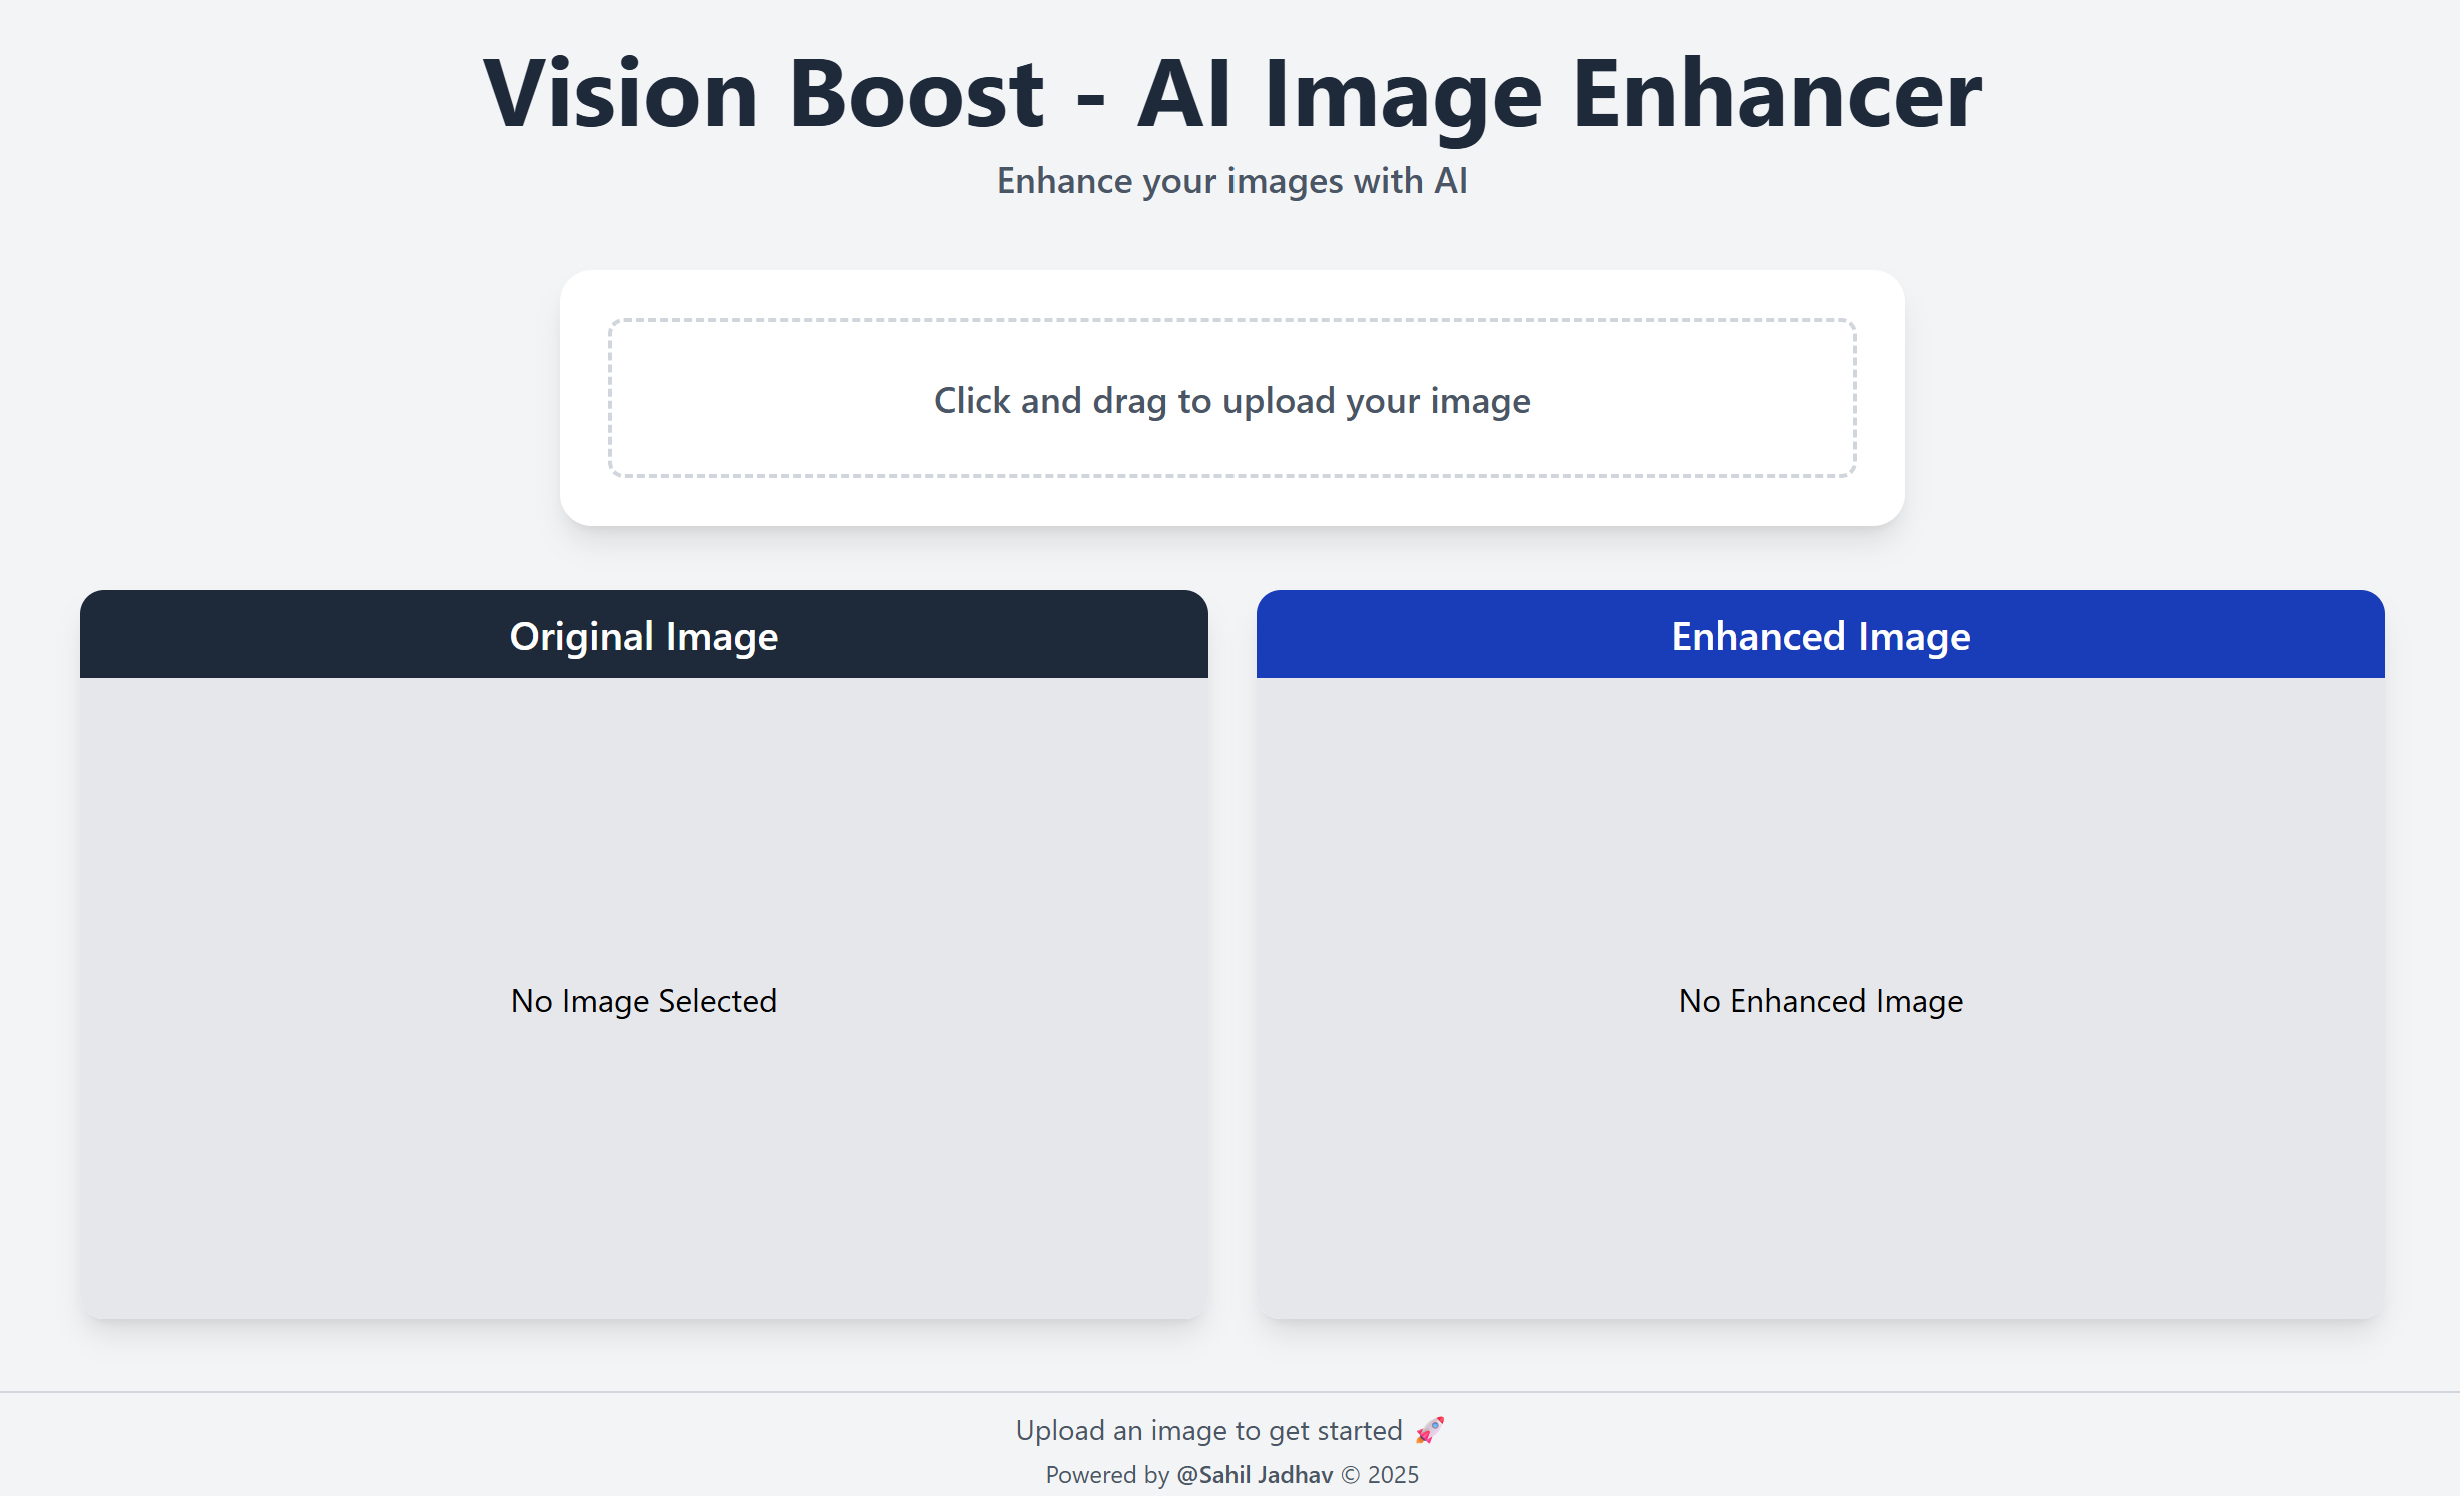 Vision Boost - AI Image Enhancer
Enhance your images with AI
Click and drag to upload your image
Original Image
Enhanced Image
No Image Selected
No Enhanced Image
Upload an image to get started 🚀
Powered by @Sahil Jadhav © 2025